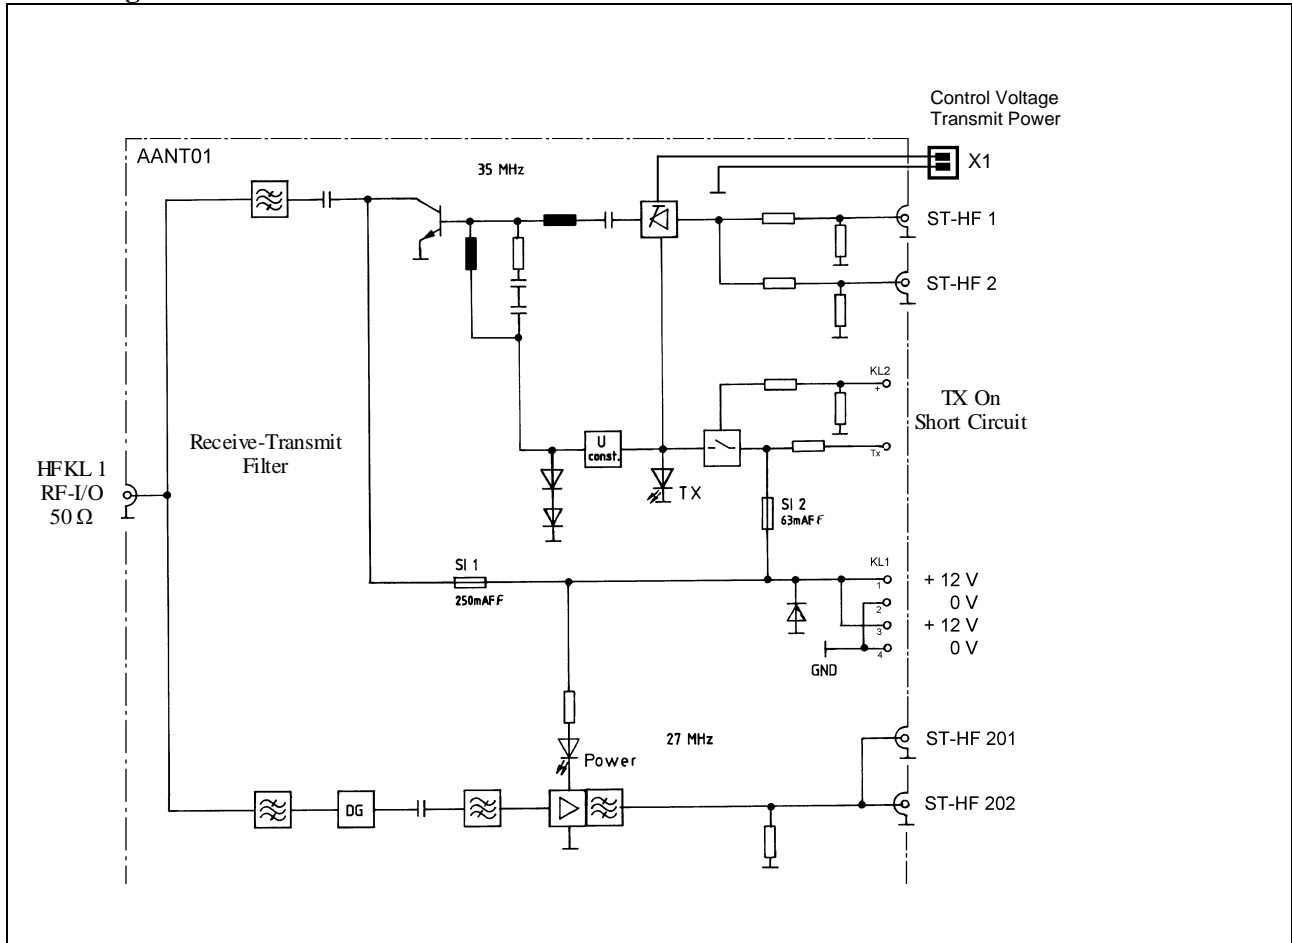 Control Voltage
Transmit Power
AANT01
X1
35 MHz
ST-HF 1
ST-HF 2
KL2
+
TX On
Short Circuit
Receive-Transmit
Filter
U
const.
Tx
HFKL 1
RF-I/O
50 Ω
TX
SI 2
63mAFF
SI 1
250mAFF
KL1
1
+ 12 V
2
0 V
3
+ 12 V
4
0 V
GND
27 MHz
ST-HF 201
Power
DG
ST-HF 202